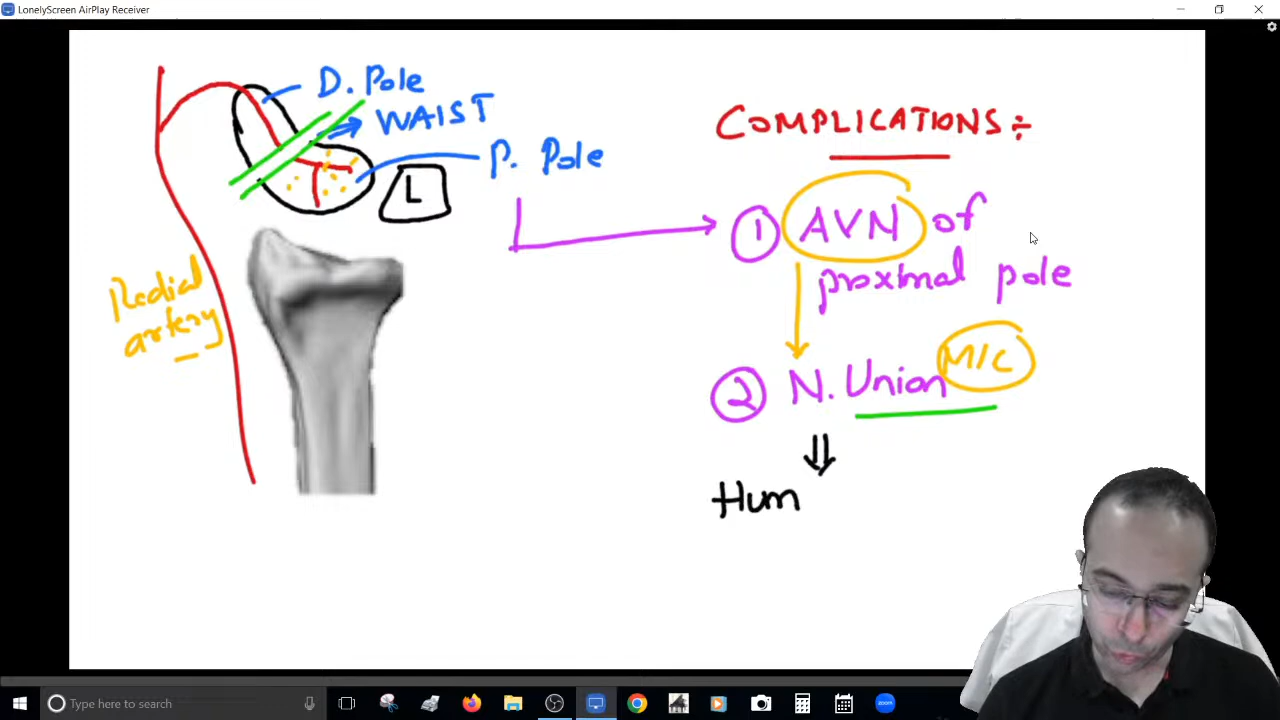 LonelyScreen AirPlay Receiver
D. Pole
WAIST
P. Pole
L
Radial
artery
COMPLICATIONS:
① AVN of
proximal pole
② N. Union M/C
Hum
Type here to search
zoom